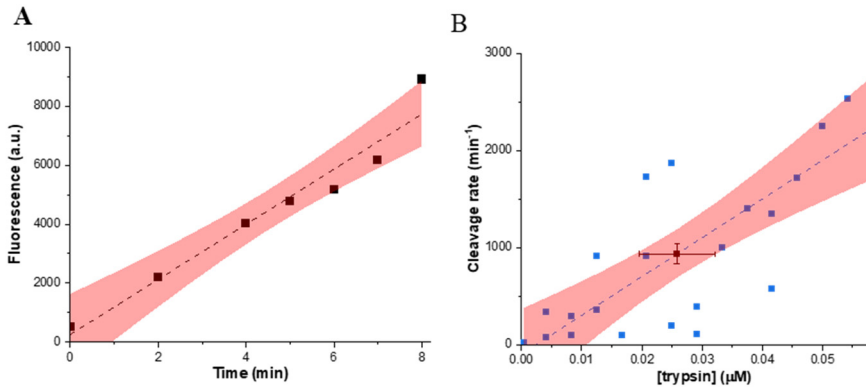 A
Fluorescence (a.u.)
10000
8000
6000
4000
2000
0
0 2 4 6 8
Time (min)
B
Cleavage rate (min⁻¹)
3000
2000
1000
0
0.00 0.01 0.02 0.03 0.04 0.05
[trypsin] (μM)